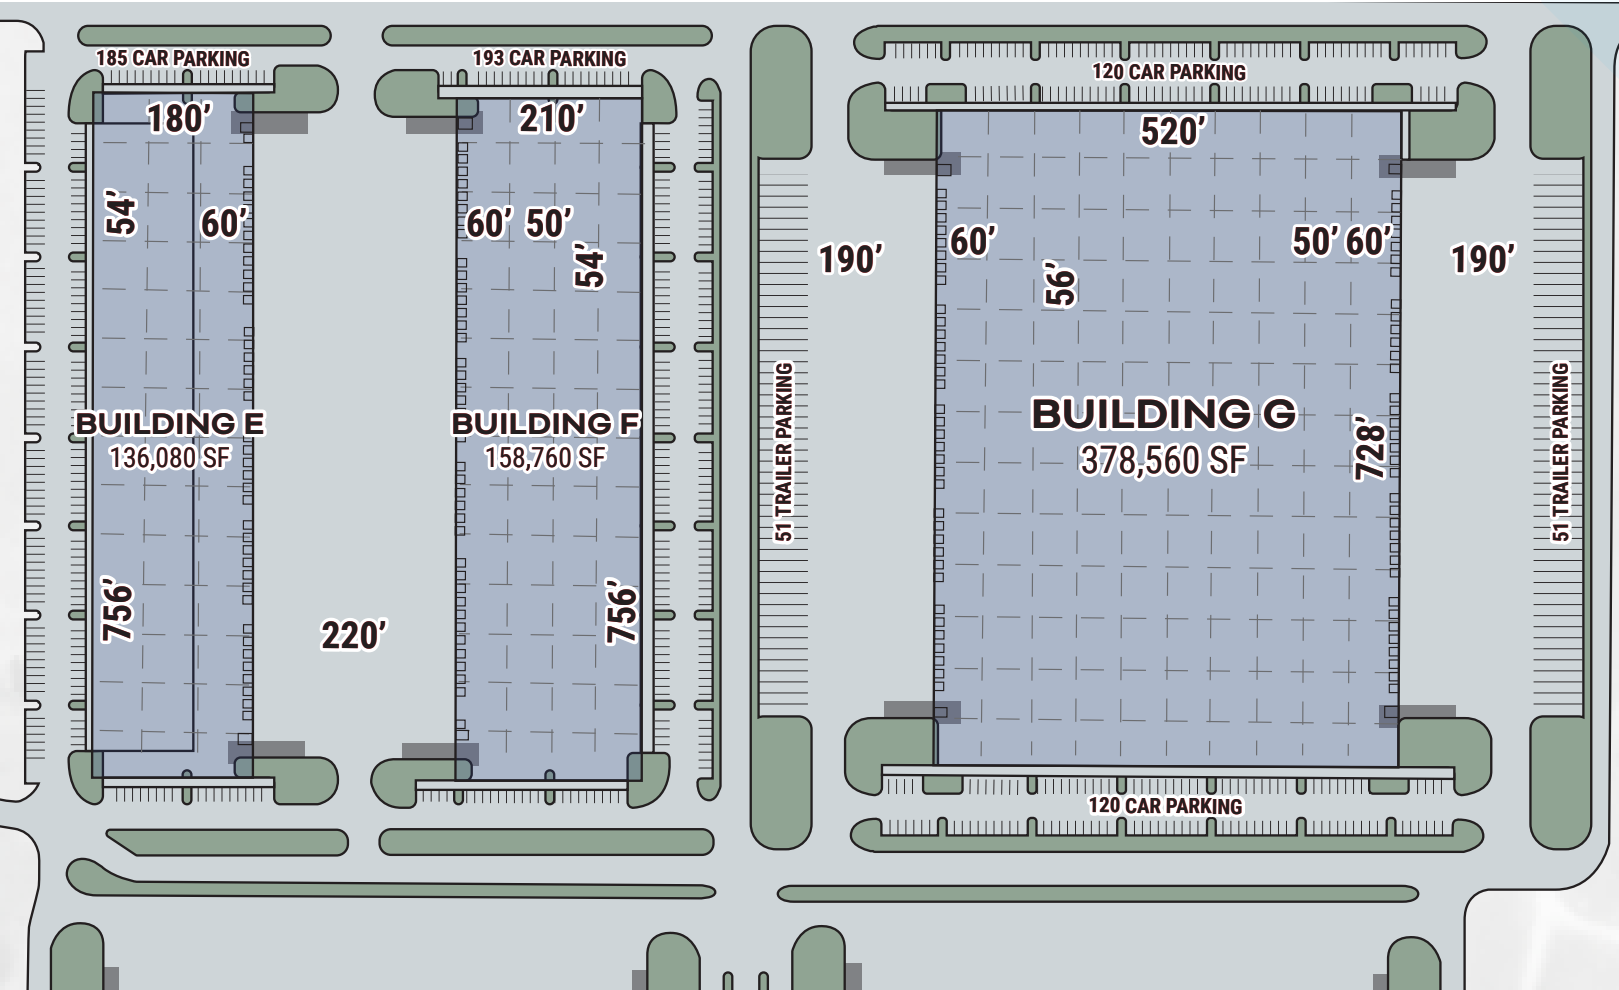 185 CAR PARKING
193 CAR PARKING
120 CAR PARKING
180’
210’
520’
54’
60’
60’ 50’
54’
190’
60’
56’
50’ 60’
190’
BUILDING E
136,080 SF
BUILDING F
158,760 SF
51 TRAILER PARKING
BUILDING G
378,560 SF
728’
51 TRAILER PARKING
756’
220’
756’
120 CAR PARKING